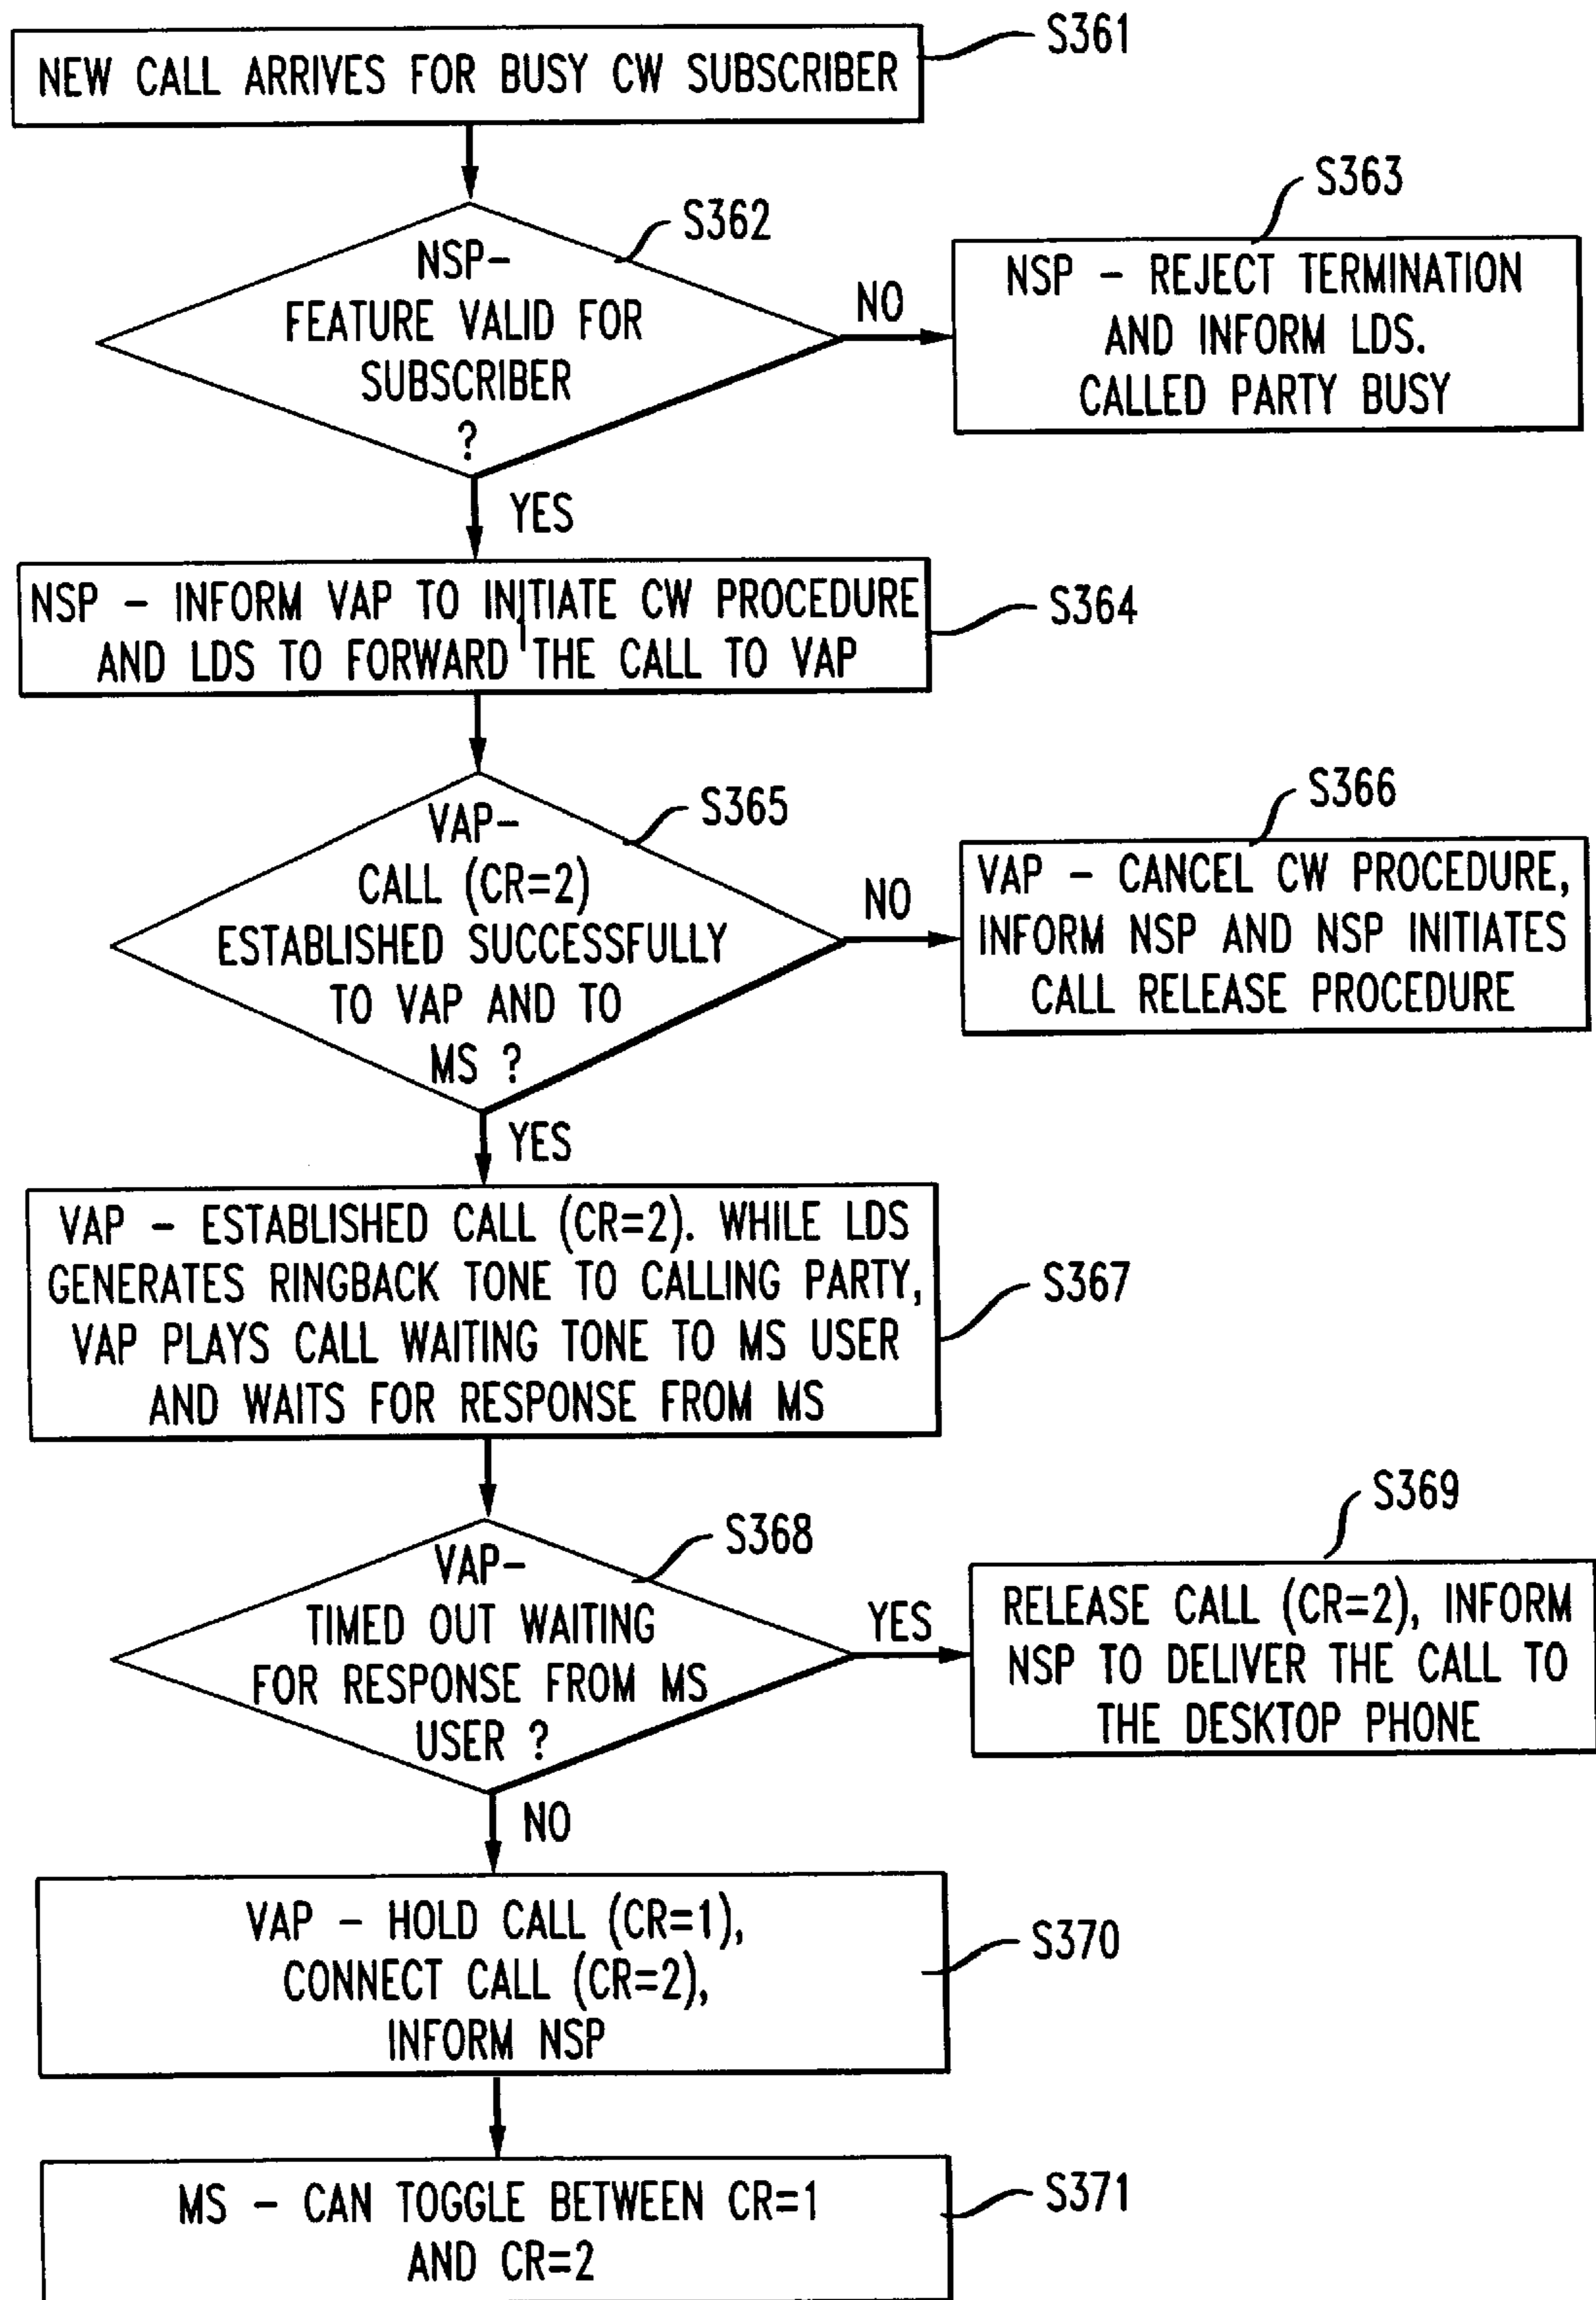 NEW CALL ARRIVES FOR BUSY CW SUBSCRIBER
S361
NSP-
FEATURE VALID FOR
SUBSCRIBER
?
S362
NO
S363
NSP - REJECT TERMINATION
AND INFORM LDS.
CALLED PARTY BUSY
YES
NSP - INFORM VAP TO INITIATE CW PROCEDURE
AND LDS TO FORWARD THE CALL TO VAP
S364
VAP-
CALL (CR=2)
ESTABLISHED SUCCESSFULLY
TO VAP AND TO
MS ?
S365
NO
S366
VAP - CANCEL CW PROCEDURE,
INFORM NSP AND NSP INITIATES
CALL RELEASE PROCEDURE
YES
VAP - ESTABLISHED CALL (CR=2). WHILE LDS
GENERATES RINGBACK TONE TO CALLING PARTY,
VAP PLAYS CALL WAITING TONE TO MS USER
AND WAITS FOR RESPONSE FROM MS
S367
VAP-
TIMED OUT WAITING
FOR RESPONSE FROM MS
USER ?
S368
YES
S369
RELEASE CALL (CR=2), INFORM
NSP TO DELIVER THE CALL TO
THE DESKTOP PHONE
NO
VAP - HOLD CALL (CR=1),
CONNECT CALL (CR=2),
INFORM NSP
S370
MS - CAN TOGGLE BETWEEN CR=1
AND CR=2
S371